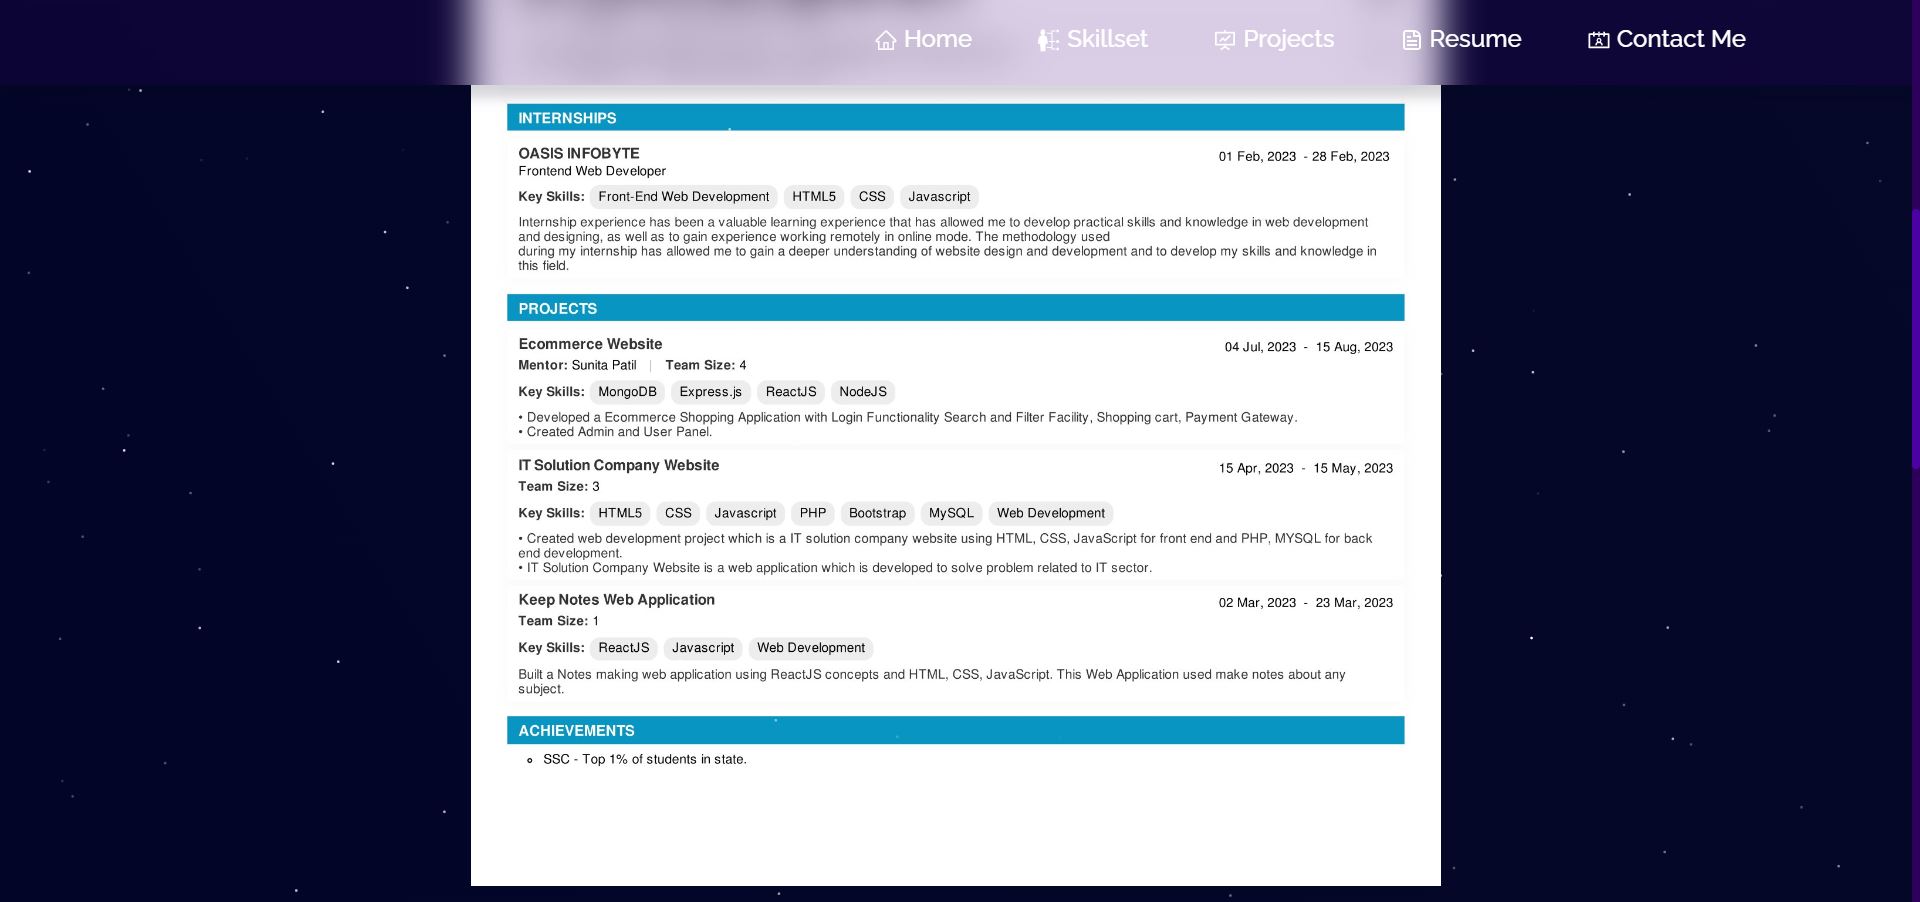 Home Skillset Projects Resume Contact Me
INTERNSHIPS
OASIS INFOBYTE 01 Feb, 2023 - 28 Feb, 2023
Frontend Web Developer
Key Skills: Front-End Web Development HTML5 CSS Javascript
Internship experience has been a valuable learning experience that has allowed me to develop practical skills and knowledge in web development
and designing, as well as to gain experience working remotely in online mode. The methodology used
during my internship has allowed me to gain a deeper understanding of website design and development and to develop my skills and knowledge in
this field.
PROJECTS
Ecommerce Website 04 Jul, 2023 - 15 Aug, 2023
Mentor: Sunita Patil | Team Size: 4
Key Skills: MongoDB Express.js ReactJS NodeJS
• Developed a Ecommerce Shopping Application with Login Functionality Search and Filter Facility, Shopping cart, Payment Gateway.
• Created Admin and User Panel.
IT Solution Company Website 15 Apr, 2023 - 15 May, 2023
Team Size: 3
Key Skills: HTML5 CSS Javascript PHP Bootstrap MySQL Web Development
• Created web development project which is a IT solution company website using HTML, CSS, JavaScript for front end and PHP, MYSQL for back
end development.
• IT Solution Company Website is a web application which is developed to solve problem related to IT sector.
Keep Notes Web Application 02 Mar, 2023 - 23 Mar, 2023
Team Size: 1
Key Skills: ReactJS Javascript Web Development
Built a Notes making web application using ReactJS concepts and HTML, CSS, JavaScript. This Web Application used make notes about any
subject.
ACHIEVEMENTS
SSC - Top 1% of students in state.